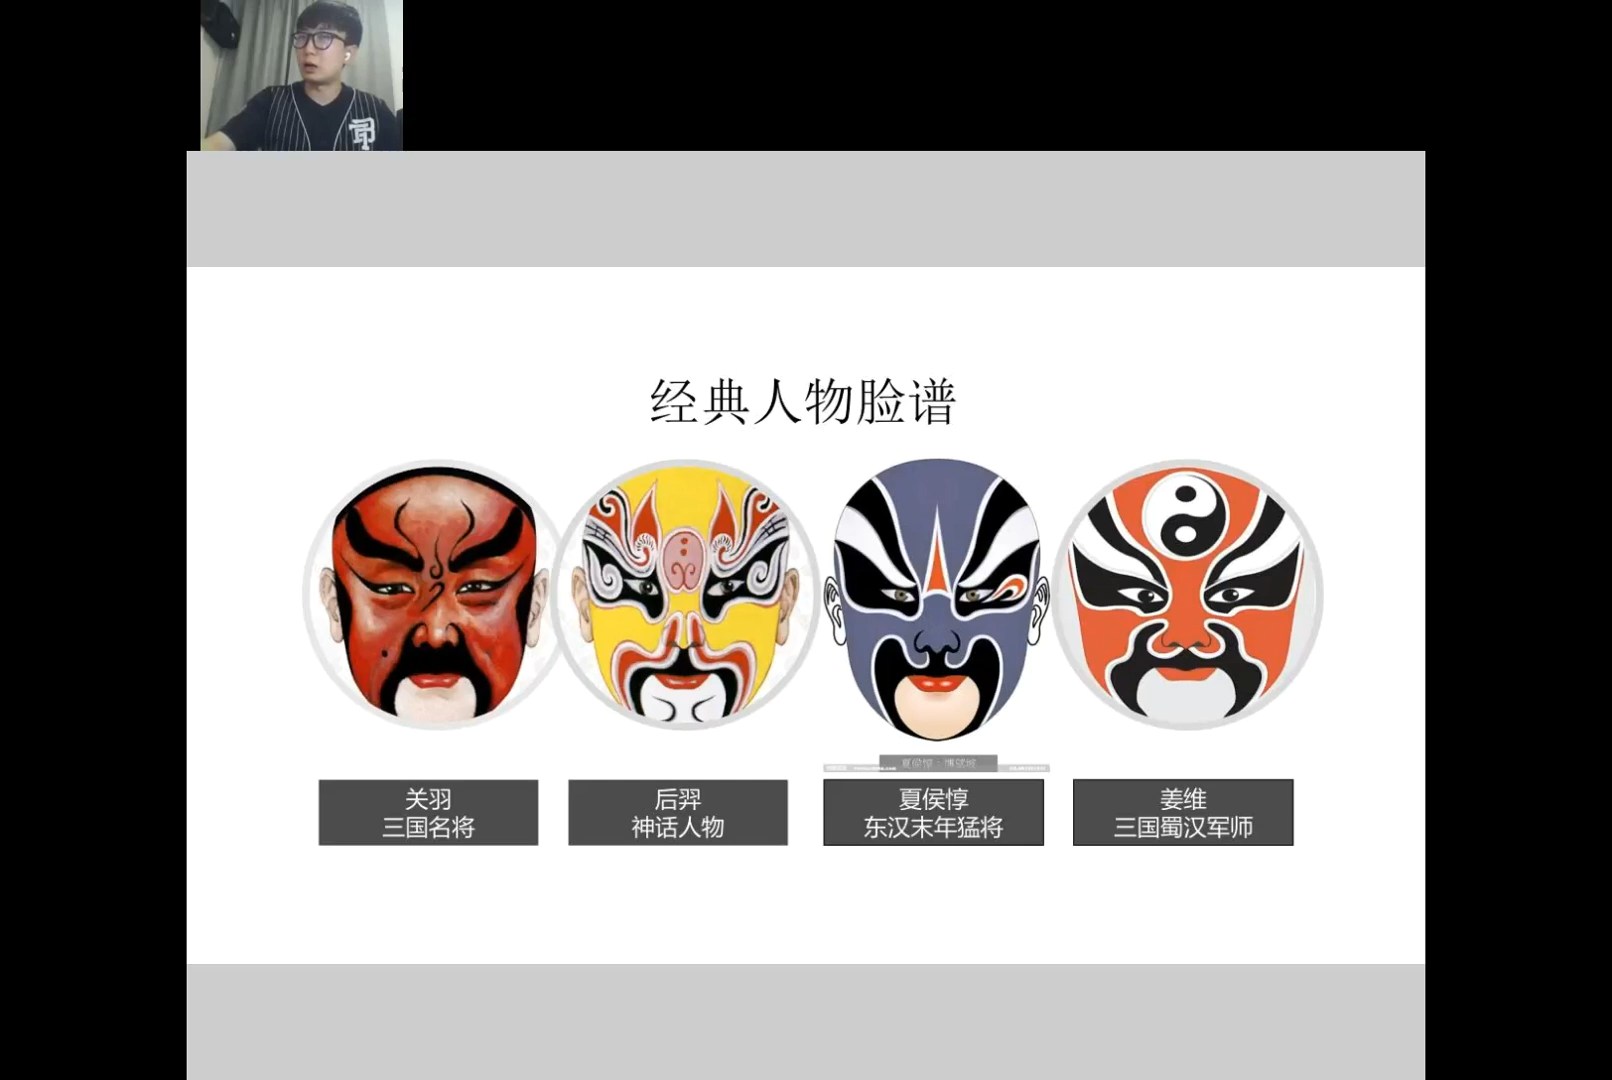 经典人物脸谱
关羽
三国名将
后羿
神话人物
夏侯惇
东汉末年猛将
姜维
三国蜀汉军师